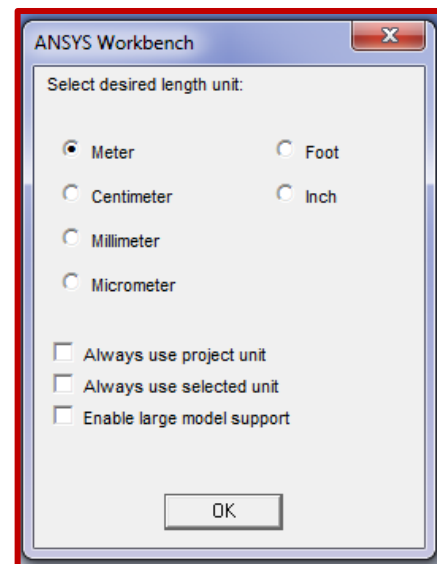 ANSYS Workbench
Select desired length unit:
Meter
Foot
Centimeter
Inch
Millimeter
Micrometer
Always use project unit
Always use selected unit
Enable large model support
OK